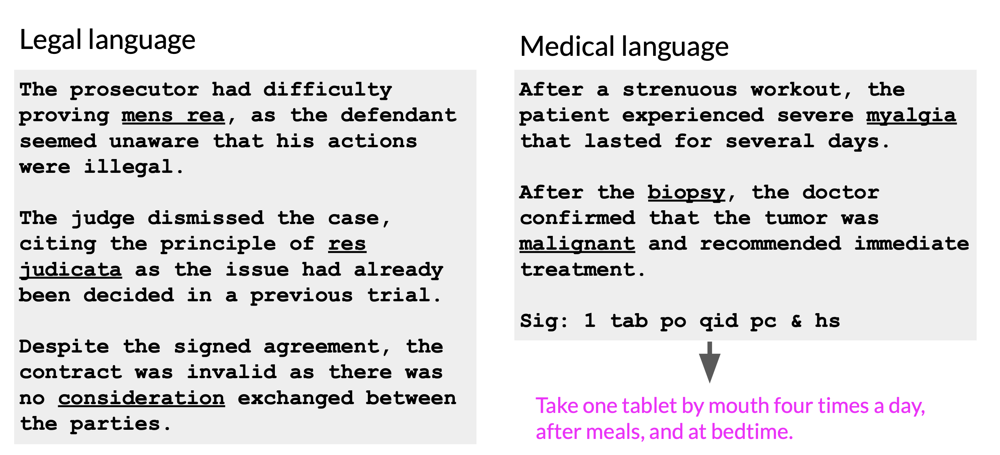 Legal language
The prosecutor had difficulty
proving mens rea, as the defendant
seemed unaware that his actions
were illegal.
The judge dismissed the case,
citing the principle of res
judicata as the issue had already
been decided in a previous trial.
Despite the signed agreement, the
contract was invalid as there was
no consideration exchanged between
the parties.
Medical language
After a strenuous workout, the
patient experienced severe myalgia
that lasted for several days.
After the biopsy, the doctor
confirmed that the tumor was
malignant and recommended immediate
treatment.
Sig: 1 tab po qid pc & hs
Take one tablet by mouth four times a day,
after meals, and at bedtime.